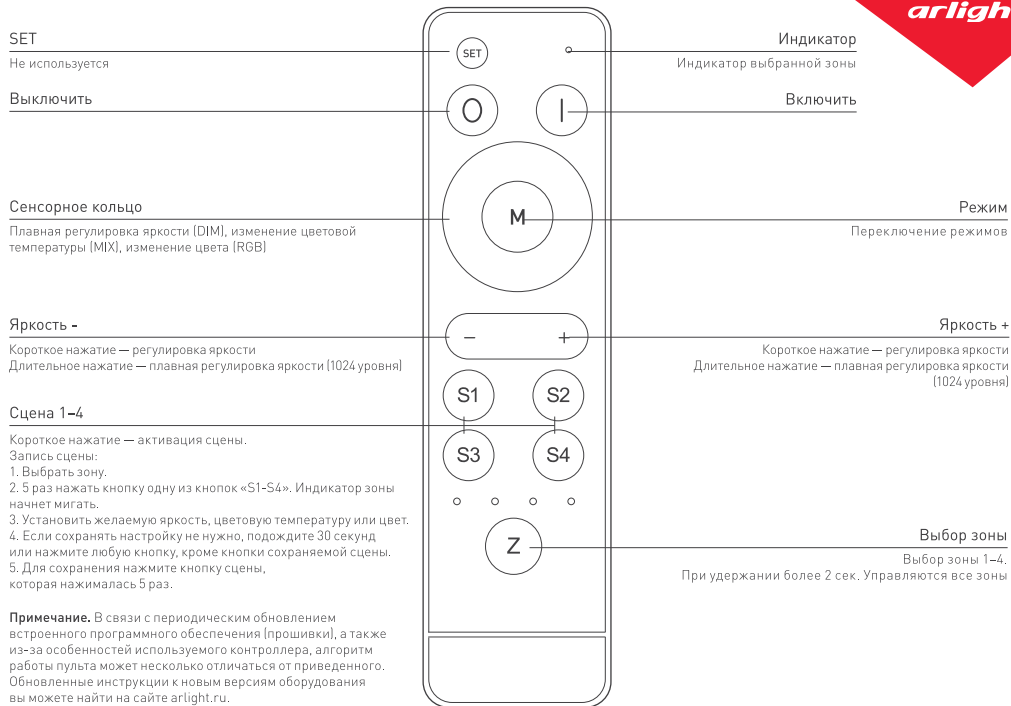 arligh
SET
Не используется
SET
Индикатор
Индикатор выбранной зоны
Выключить
Включить
Сенсорное кольцо
Плавная регулировка яркости (DIM), изменение цветовой
температуры (MIX), изменение цвета (RGB)
M
Режим
Переключение режимов
Яркость -
Короткое нажатие — регулировка яркости
Длительное нажатие — плавная регулировка яркости (1024 уровня)
– +
Яркость +
Короткое нажатие — регулировка яркости
Длительное нажатие — плавная регулировка яркости
(1024 уровня)
S1 S2
S3 S4
Сцена 1–4
Короткое нажатие — активация сцены.
Запись сцены:
1. Выбрать зону.
2. 5 раз нажать кнопку одну из кнопок «S1-S4». Индикатор зоны
начнет мигать.
3. Установить желаемую яркость, цветовую температуру или цвет.
4. Если сохранять настройку не нужно, подождите 30 секунд
или нажмите любую кнопку, кроме кнопки сохраняемой сцены.
5. Для сохранения нажмите кнопку сцены,
которая нажималась 5 раз.
Z
Выбор зоны
Выбор зоны 1–4.
При удержании более 2 сек. Управляются все зоны
Примечание. В связи с периодическим обновлением
встроенного программного обеспечения (прошивки), а также
из-за особенностей используемого контроллера, алгоритм
работы пульта может несколько отличаться от приведенного.
Обновленные инструкции к новым версиям оборудования
вы можете найти на сайте arlight.ru.